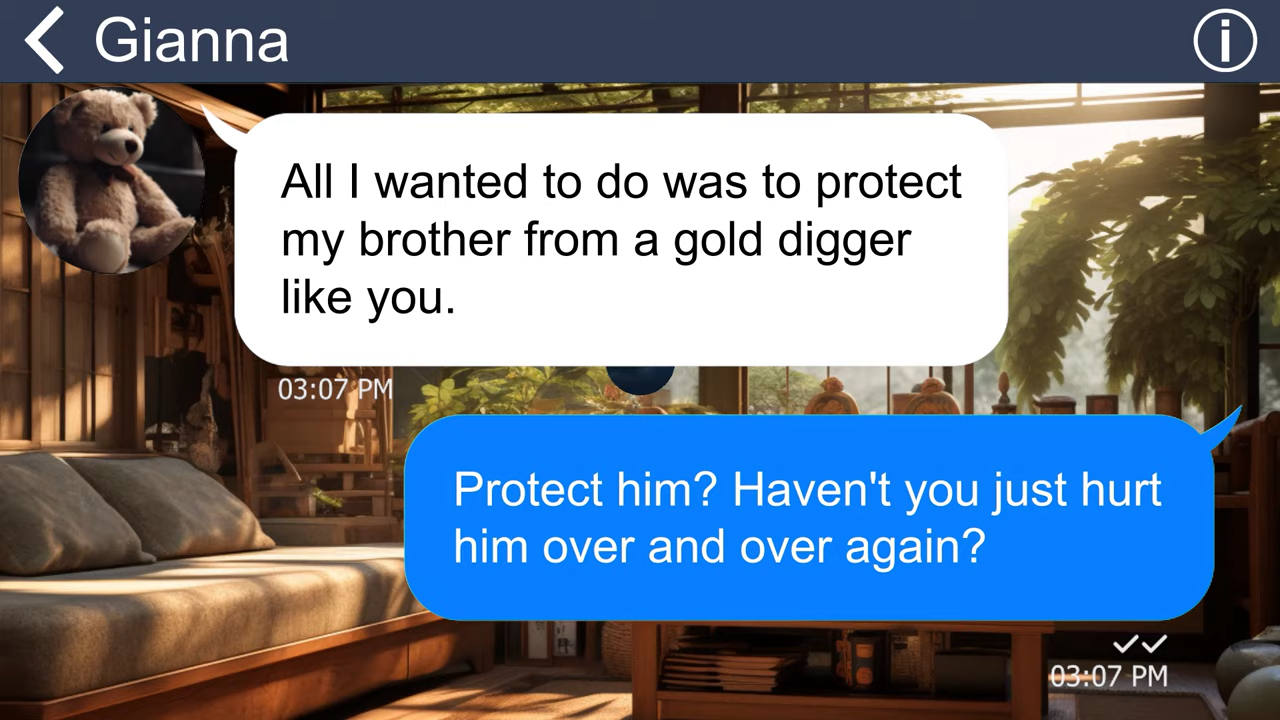 Gianna
All I wanted to do was to protect
my brother from a gold digger
like you.
03:07 PM
Protect him? Haven't you just hurt
him over and over again?
03:07 PM